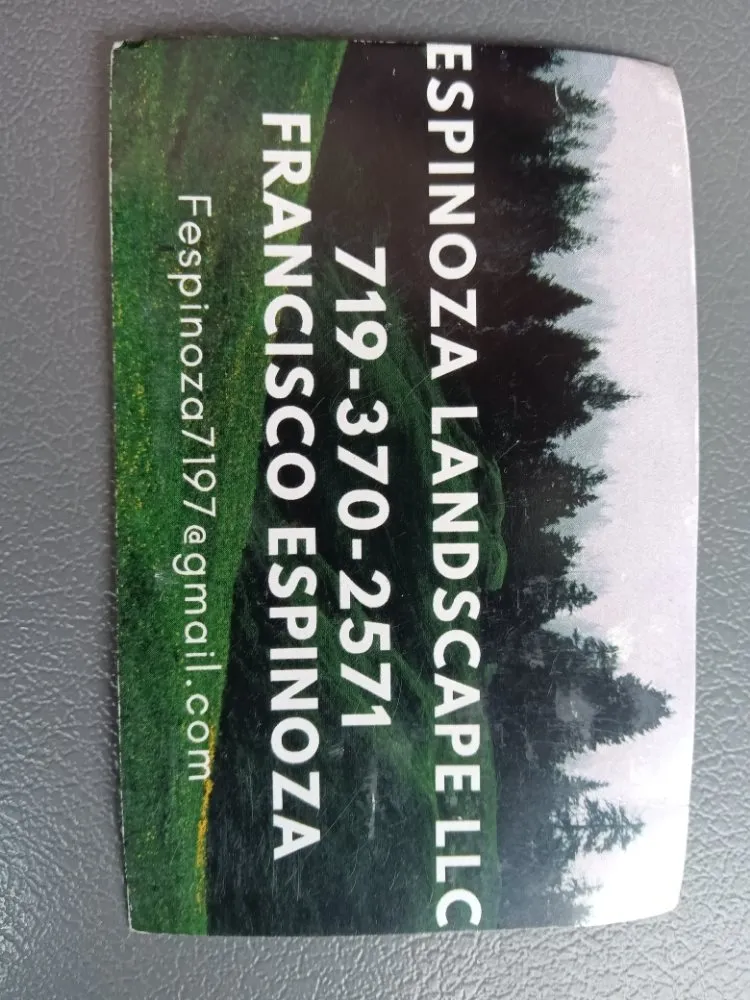 ESPINOZA LANDSCAPE LLC
719-370-2571
FRANCISCO ESPINOZA
Fespinoza7197@gmail.com